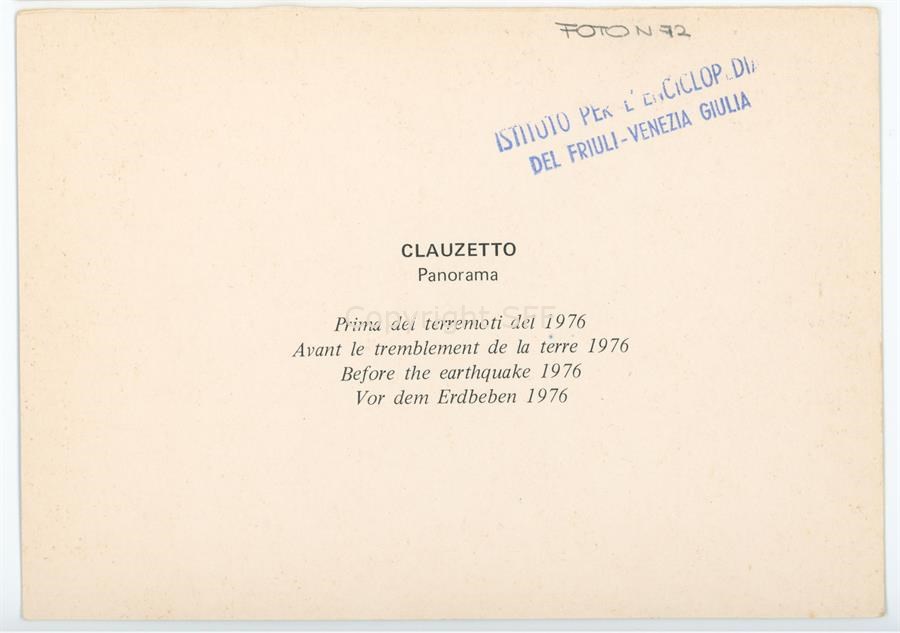 FOTO N 72
ISTITUTO PER L'ENCICLOPEDIA
DEL FRIULI-VENEZIA GIULIA
CLAUZETTO
Panorama
Copyright SFF
Prima dei terremoti del 1976
Avant le tremblement de la terre 1976
Before the earthquake 1976
Vor dem Erdbeben 1976